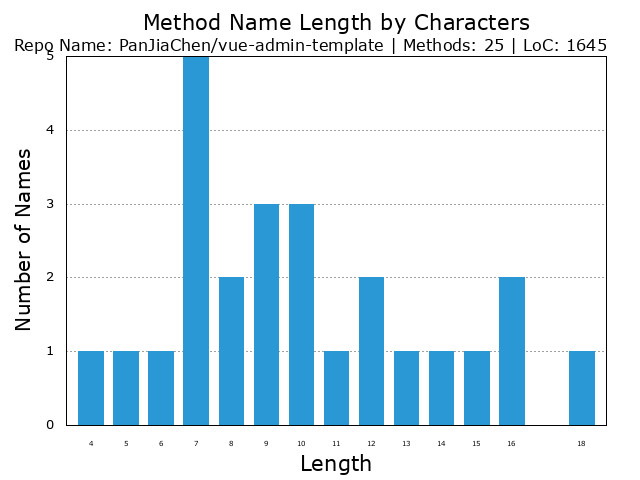 Method Name Length by Characters
Repo Name: PanJiaChen/vue-admin-template | Methods: 25 | LoC: 1645
5
4
3
2
1
0
Number of Names
4 5 6 7 8 9 10 11 12 13 14 15 16 18
Length